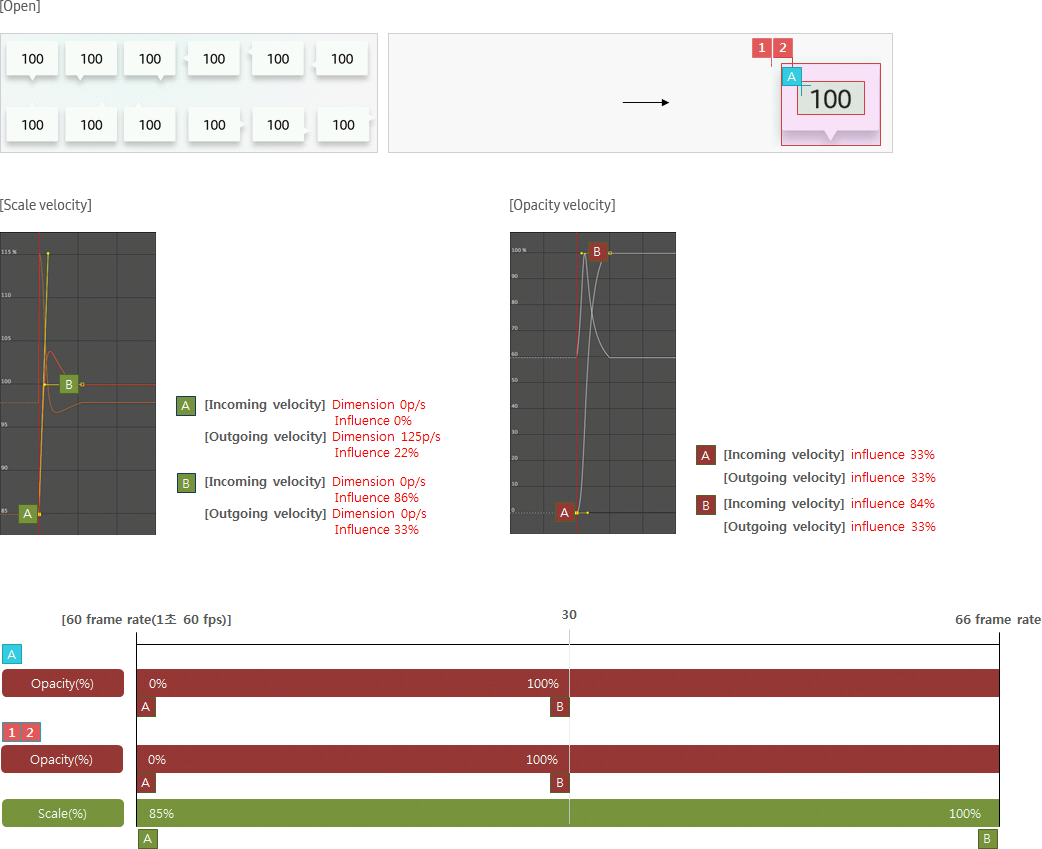 [Open]
100 100 100 100 100 100
100 100 100 100 100 100
1 2
A
100
[Scale velocity]
115 %
110
105
100
95
90
85
B
A
A [Incoming velocity] Dimension 0p/s
Influence 0%
[Outgoing velocity] Dimension 125p/s
Influence 22%
B [Incoming velocity] Dimension 0p/s
Influence 86%
[Outgoing velocity] Dimension 0p/s
Influence 33%
[Opacity velocity]
100 %
90
80
70
60
50
40
30
20
10
0
B
A
A [Incoming velocity] influence 33%
[Outgoing velocity] influence 33%
B [Incoming velocity] influence 84%
[Outgoing velocity] influence 33%
[60 frame rate(1초 60 fps)] 30 66 frame rate
A
Opacity(%) 0% 100%
A B
1 2
Opacity(%) 0% 100%
A B
Scale(%) 85% 100%
A B